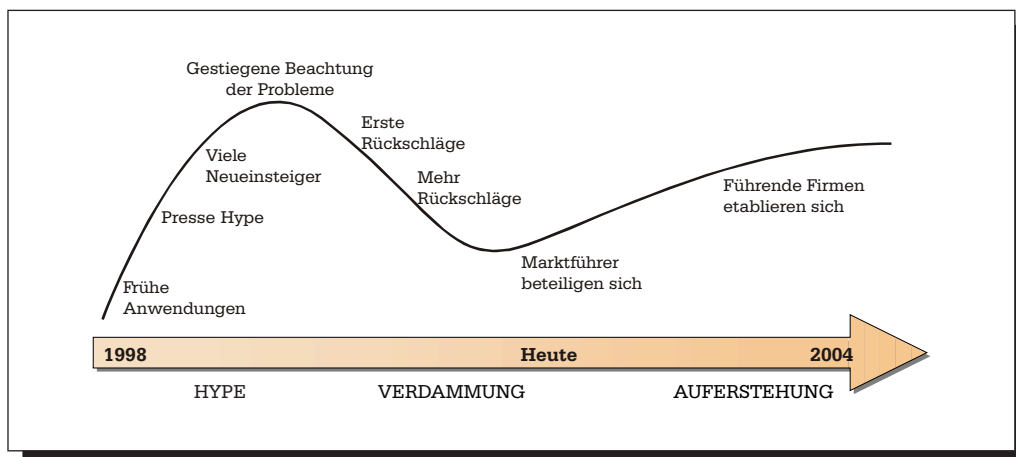 Gestiegene Beachtung
der Probleme
Erste
Rückschläge
Viele
Neueinsteiger
Mehr
Rückschläge
Presse Hype
Führende Firmen
etablieren sich
Marktführer
beteiligen sich
Frühe
Anwendungen
1998 Heute 2004
HYPE VERDAMMUNG AUFERSTEHUNG